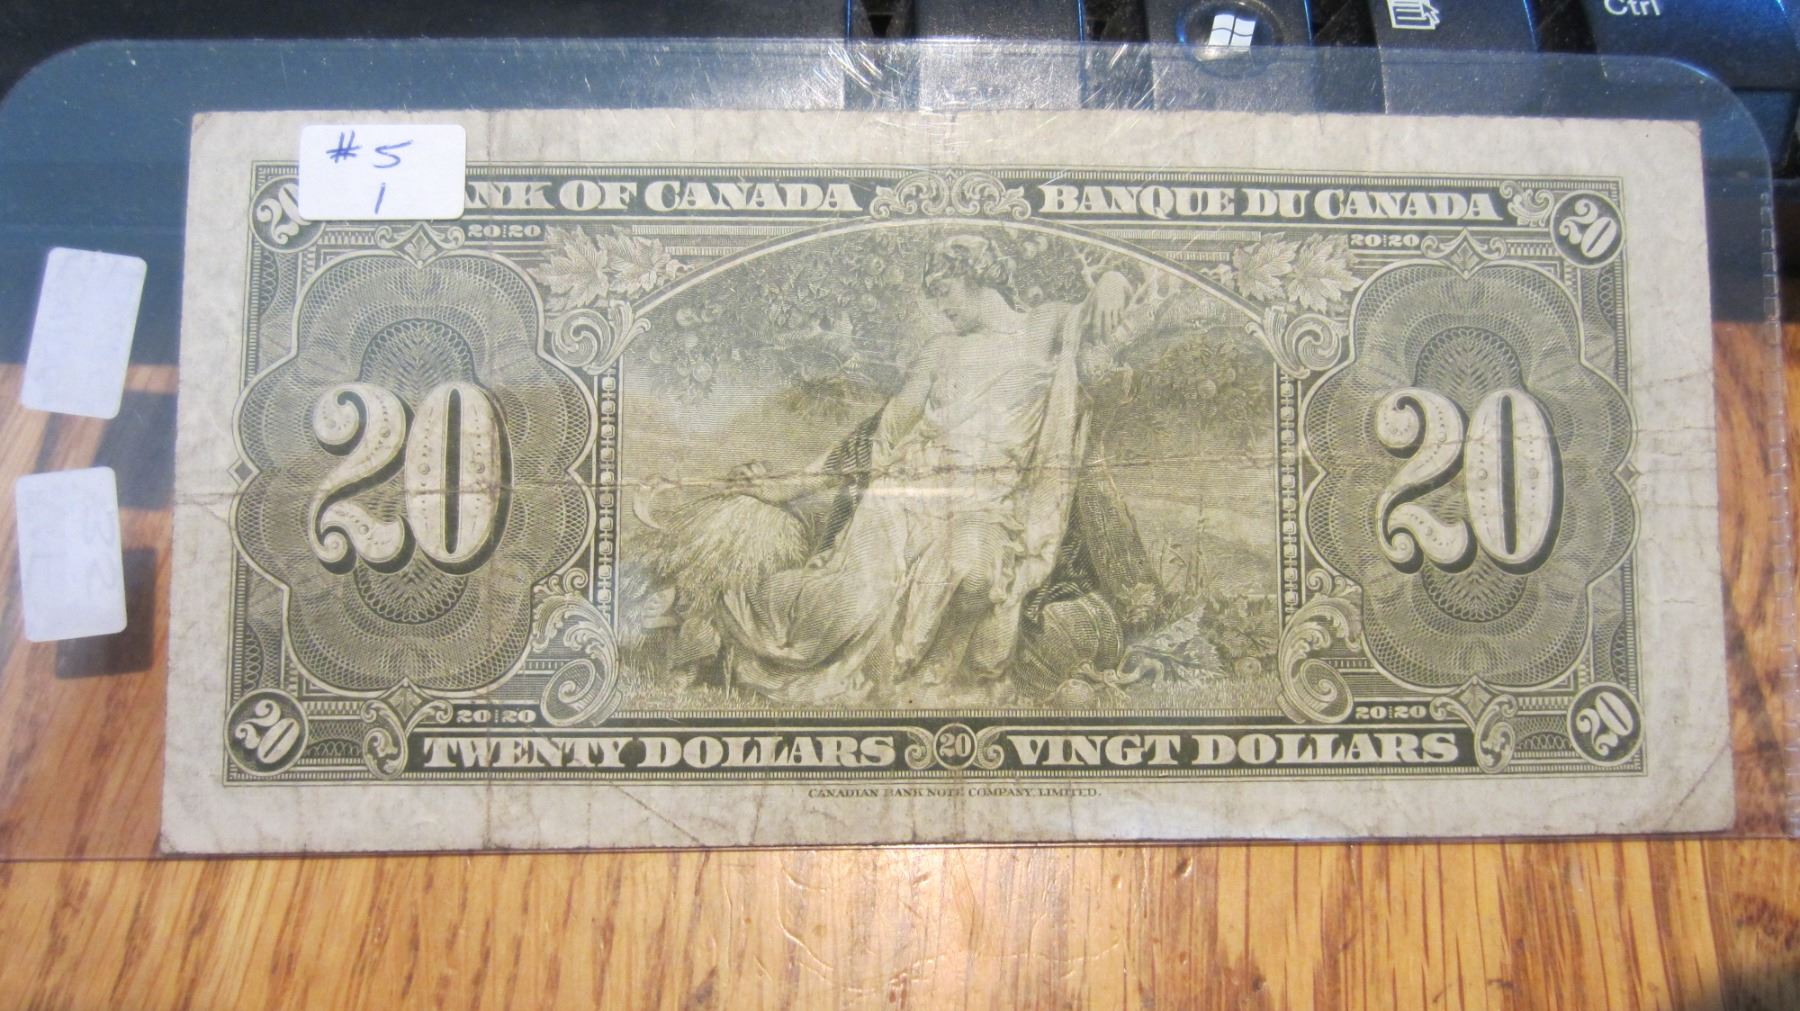 Ctrl
# 5
1
NK OF CANADA BANQUE DU CANADA
20 20
20:20 20:20
20 20
20:20 20:20
20 20
TWENTY DOLLARS 20 VINGT DOLLARS
CANADIAN BANK NOTE COMPANY, LIMITED.